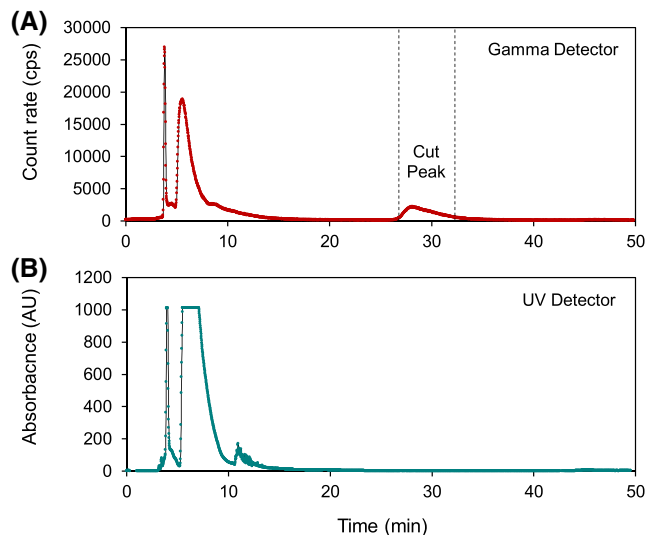 (A)
30000
25000
20000
15000
10000
5000
0
Count rate (cps)
Gamma Detector
Cut
Peak
0 10 20 30 40 50
(B)
1200
1000
800
600
400
200
0
Absorbacnce (AU)
UV Detector
0 10 20 30 40 50
Time (min)